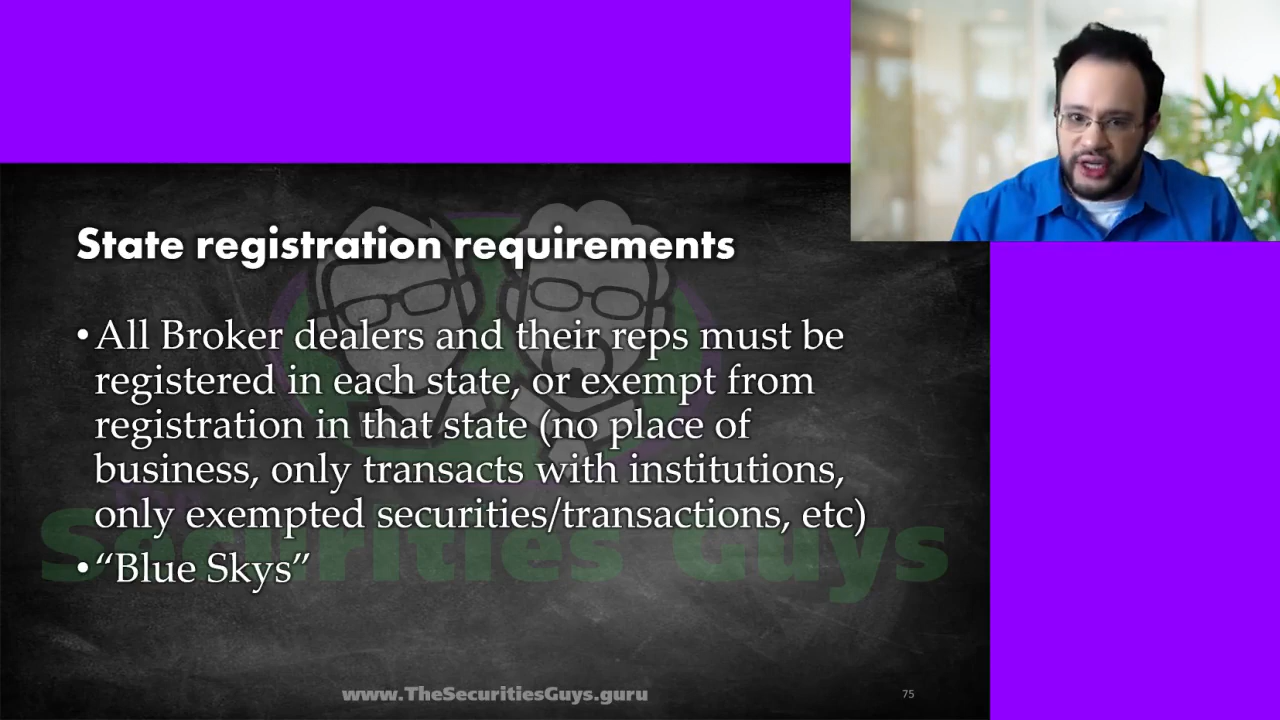 State registration requirements
•All Broker dealers and their reps must be
registered in each state, or exempt from
registration in that state (no place of
business, only transacts with institutions,
only exempted securities/transactions, etc)
•“Blue Skys”
Securities Guys
www.TheSecuritiesGuys.guru
75